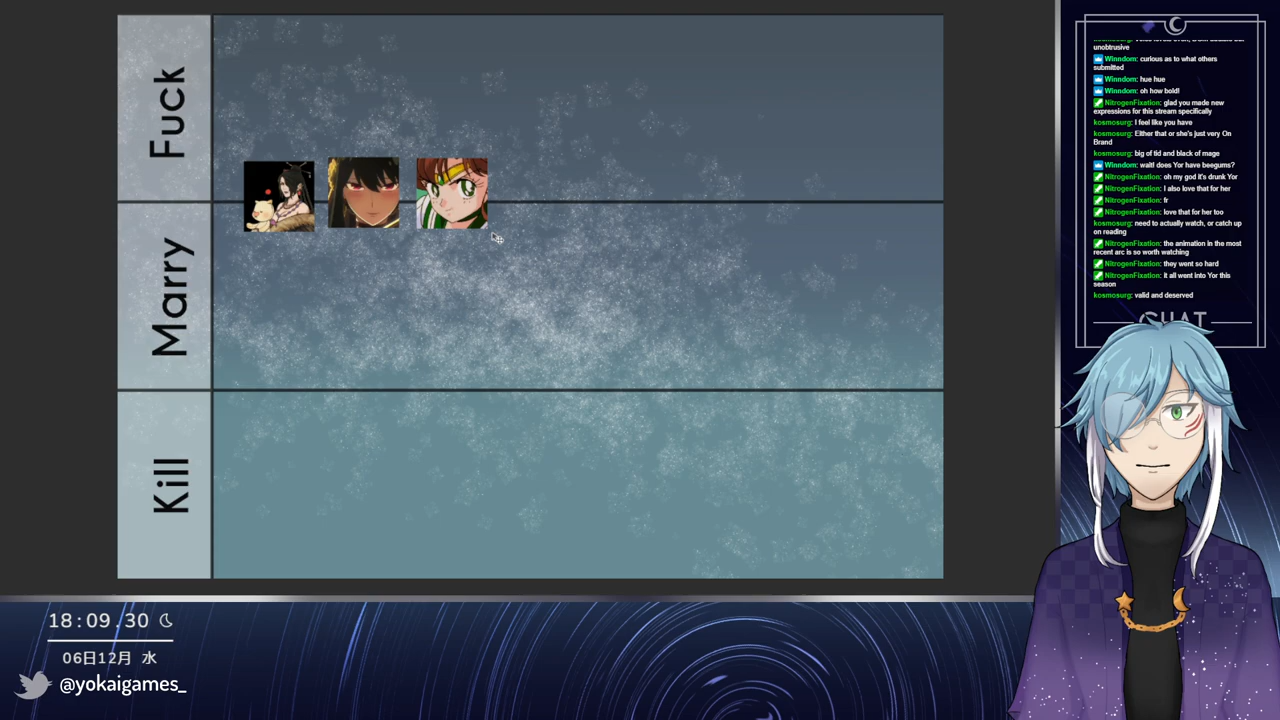 Fuck
Marry
Kill
unobtrusive
Winndom: curious as to what others
submitted
Winndom: hue hue
Winndom: oh how bold!
NitrogenFixation: glad you made new
expressions for this stream specifically
kosmosurg: I feel like you have
kosmosurg: Either that or she's just very On
Brand
kosmosurg: big of tid and black of mage
Winndom: wait! does Yor have beegums?
NitrogenFixation: oh my god it's drunk Yor
NitrogenFixation: I also love that for her
NitrogenFixation: fr
NitrogenFixation: love that for her too
kosmosurg: need to actually watch, or catch up
on reading
NitrogenFixation: the animation in the most
recent arc is so worth watching
NitrogenFixation: they went so hard
NitrogenFixation: it all went into Yor this
season
kosmosurg: valid and deserved
CHAT
18:09.30
06日12月 水
@yokaigames_